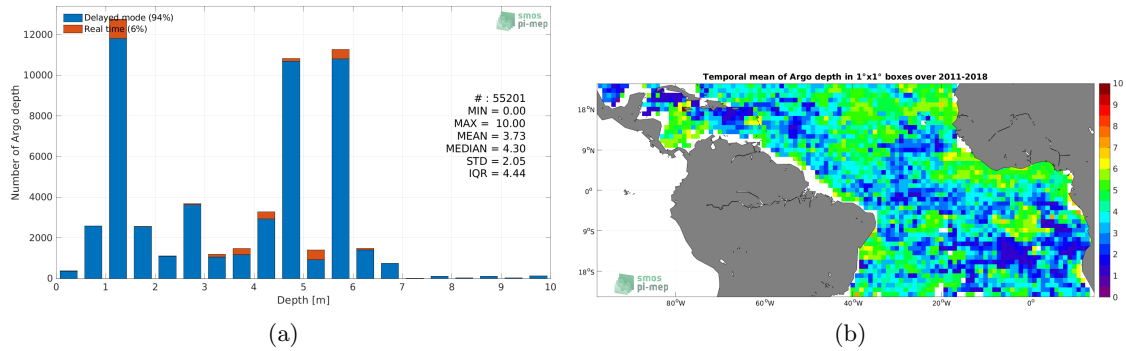 Delayed mode (94%)
Real time (6%)
smos
pi-mep
12000
10000
8000
6000
4000
2000
0
Number of Argo depth
# : 55201
MIN = 0.00
MAX = 10.00
MEAN = 3.73
MEDIAN = 4.30
STD = 2.05
IQR = 4.44
0 1 2 3 4 5 6 7 8 9 10
Depth [m]
(a)
Temporal mean of Argo depth in 1°x1° boxes over 2011-2018
18°N
9°N
0°
9°S
18°S
80°W 60°W 40°W 20°W 0°
smos
pi-mep
10
9
8
7
6
5
4
3
2
1
0
(b)